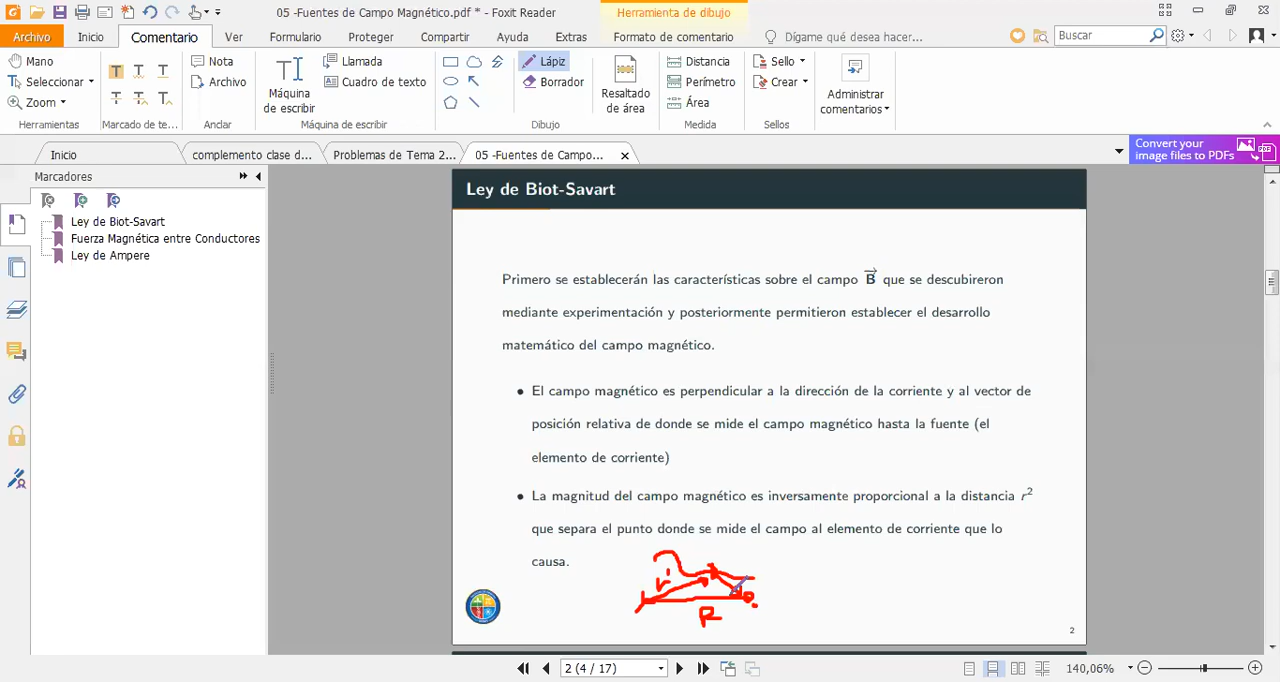 05 -Fuentes de Campo Magnético.pdf * - Foxit Reader
Herramienta de dibujo
Archivo
Inicio
Comentario
Ver
Formulario
Proteger
Compartir
Ayuda
Extras
Formato de comentario
Dígame qué desea hacer...
Buscar
Mano
Seleccionar
Zoom
Herramientas
T T T
T T T
Marcado de te...
Nota
Archivo
Anclar
Máquina de escribir
Llamada
Cuadro de texto
Máquina de escribir
Lápiz
Borrador
Dibujo
Resaltado de área
Distancia
Perímetro
Área
Medida
Sello
Crear
Sellos
Administrar comentarios
Inicio
complemento clase d...
Problemas de Tema 2...
05 -Fuentes de Campo...
Convert your
image files to PDFs
Marcadores
Ley de Biot-Savart
Fuerza Magnética entre Conductores
Ley de Ampere
Ley de Biot-Savart
Primero se establecerán las características sobre el campo B⃗ que se descubrieron
mediante experimentación y posteriormente permitieron establecer el desarrollo
matemático del campo magnético.
• El campo magnético es perpendicular a la dirección de la corriente y al vector de
posición relativa de donde se mide el campo magnético hasta la fuente (el
elemento de corriente)
• La magnitud del campo magnético es inversamente proporcional a la distancia r²
que separa el punto donde se mide el campo al elemento de corriente que lo
causa.
r'
R
2
2 (4 / 17)
140,06%